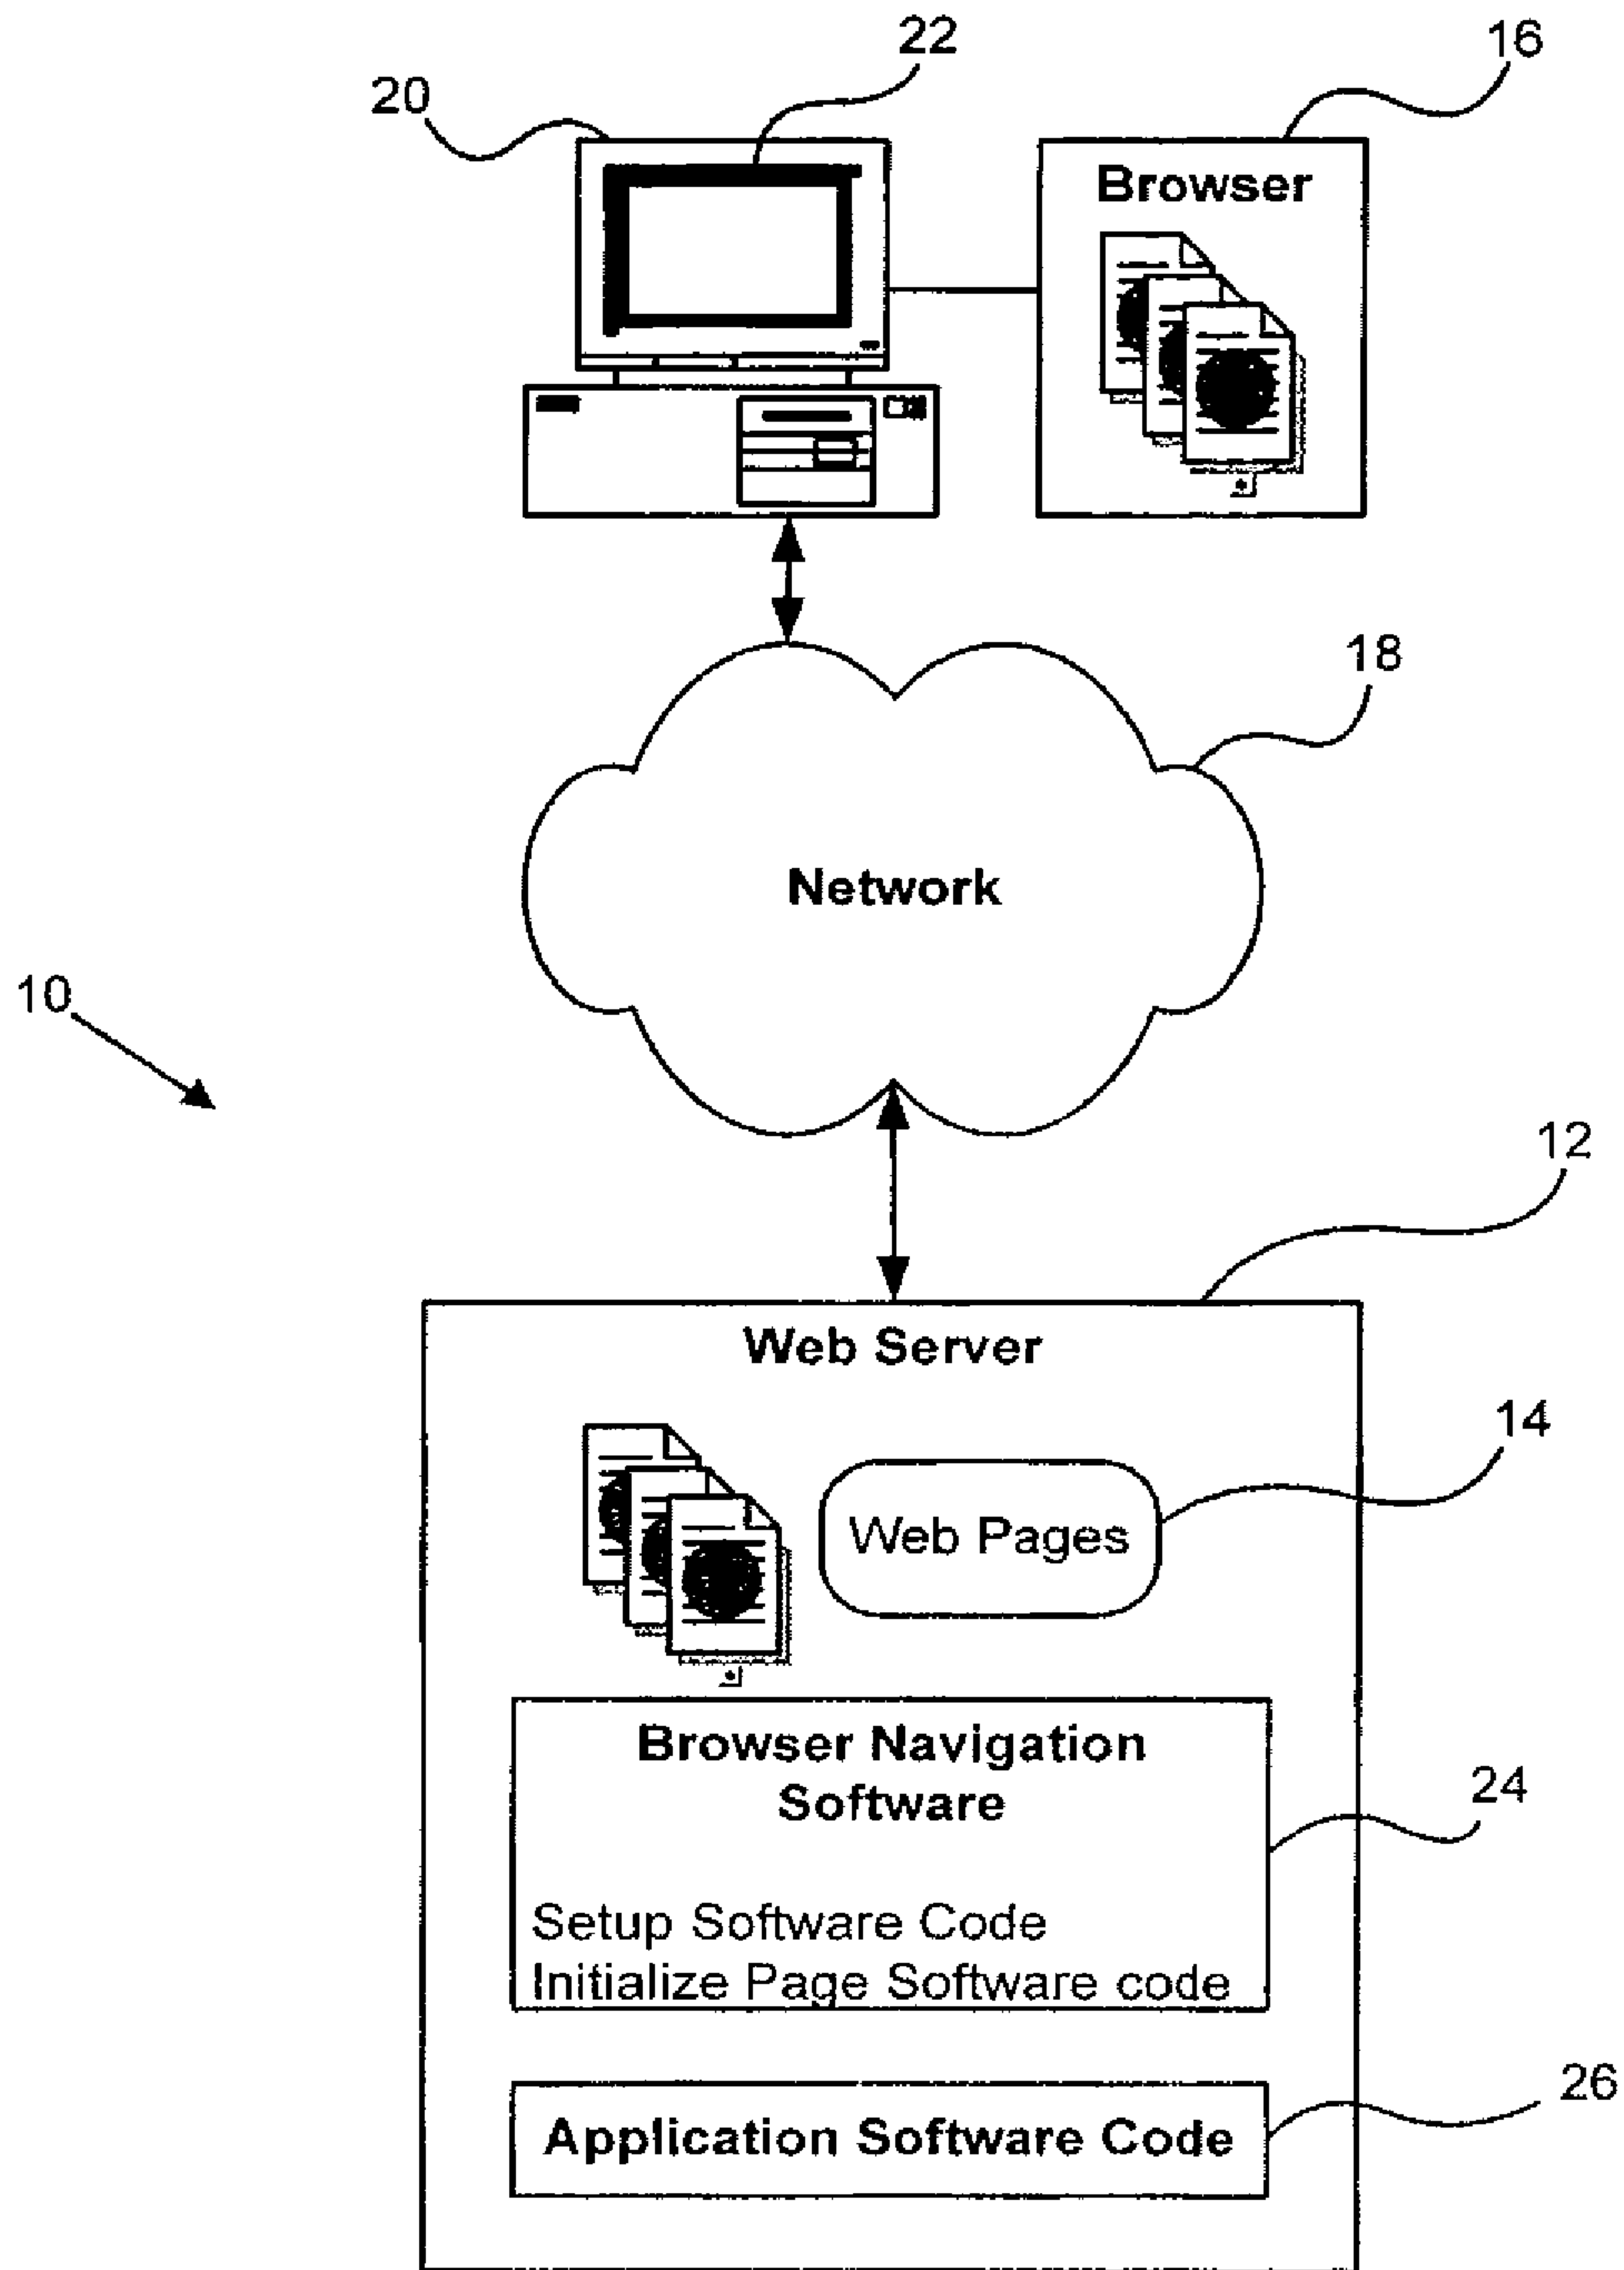 22
16
20
Browser
18
Network
10
12
Web Server
14
Web Pages
Browser Navigation
Software
24
Setup Software Code
Initialize Page Software code
26
Application Software Code